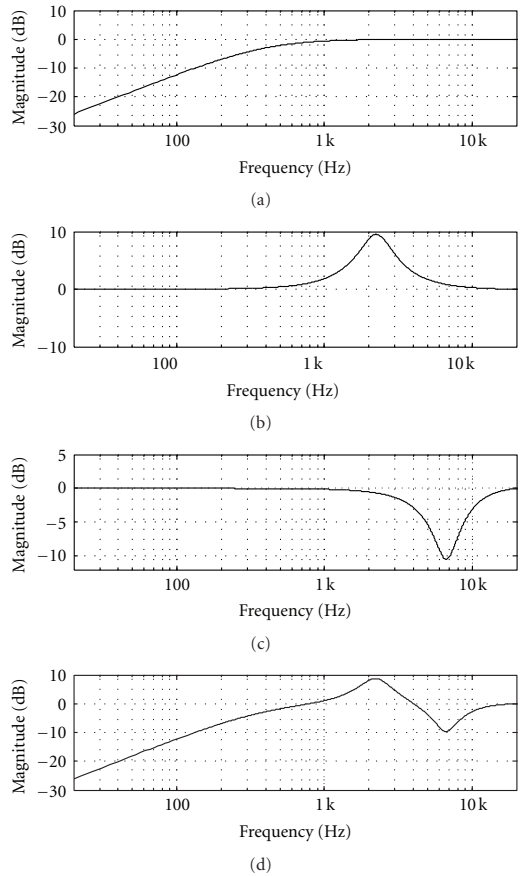 10
0
−10
−20
−30
Magnitude (dB)
100
1 k
10 k
Frequency (Hz)
(a)
10
0
−10
Magnitude (dB)
100
1 k
10 k
Frequency (Hz)
(b)
5
0
−5
−10
Magnitude (dB)
100
1 k
10 k
Frequency (Hz)
(c)
10
0
−10
−20
−30
Magnitude (dB)
100
1 k
10 k
Frequency (Hz)
(d)